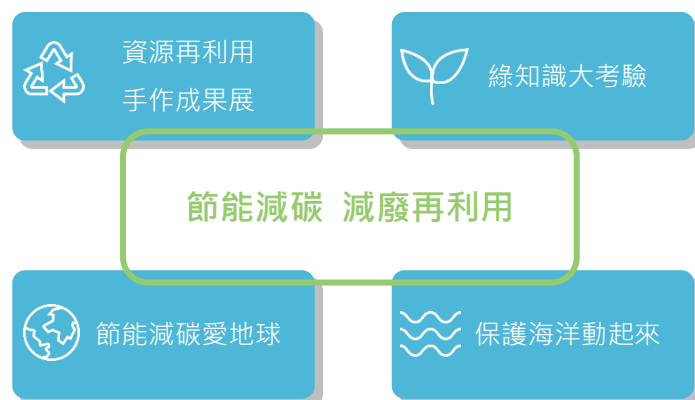 資源再利用
手作成果展
綠知識大考驗
節能減碳 減廢再利用
節能減碳愛地球
保護海洋動起來